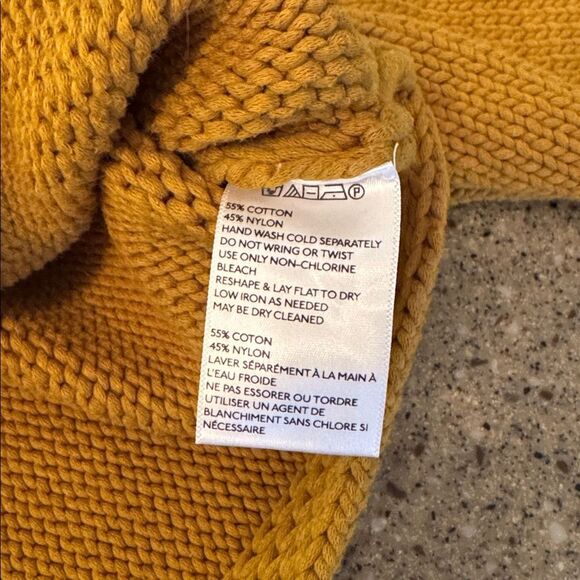 P
55% COTTON
45% NYLON
HAND WASH COLD SEPARATELY
DO NOT WRING OR TWIST
USE ONLY NON-CHLORINE
BLEACH
RESHAPE & LAY FLAT TO DRY
LOW IRON AS NEEDED
MAY BE DRY CLEANED
55% COTON
45% NYLON
LAVER SÉPARÉMENT À LA MAIN À
L'EAU FROIDE
NE PAS ESSORER OU TORDRE
UTILISER UN AGENT DE
BLANCHIMENT SANS CHLORE SI
NÉCESSAIRE